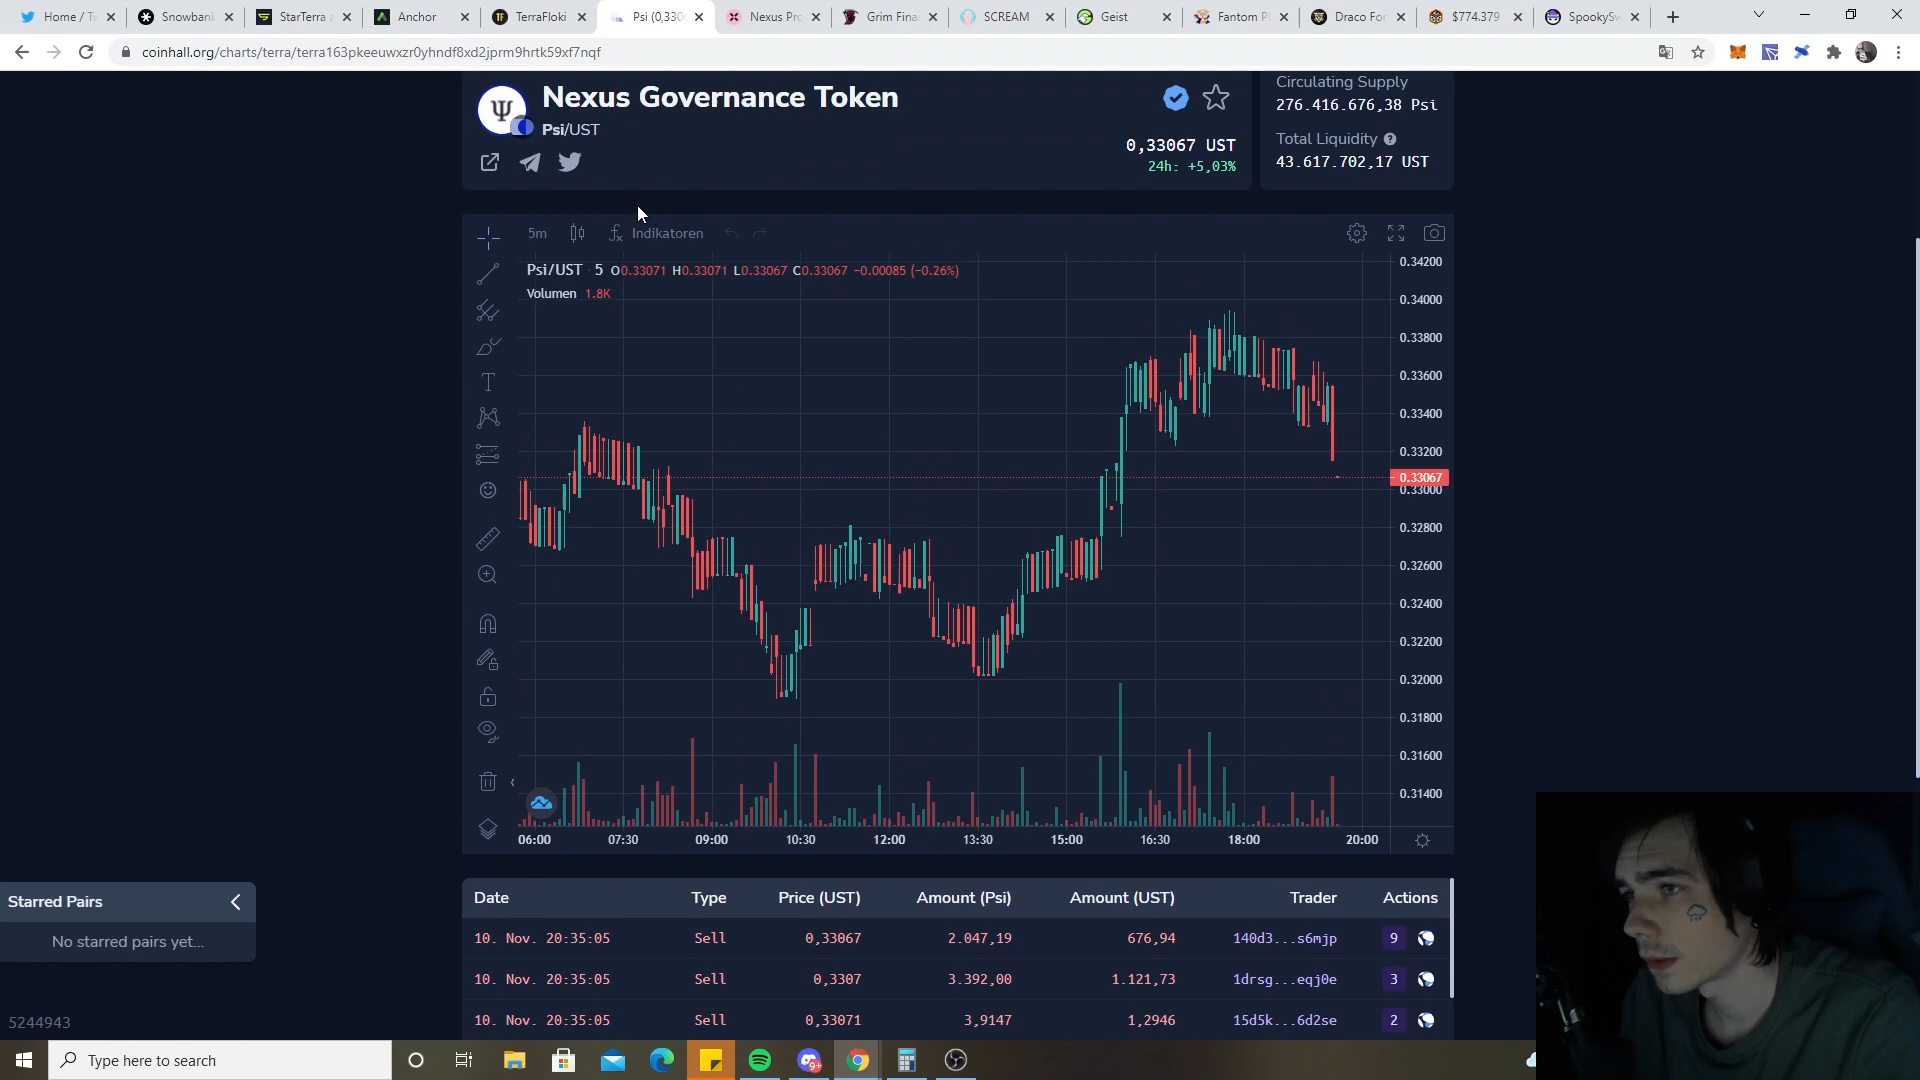 Home / Tw
Snowbank
StarTerra a
Anchor
TerraFloki
Psi (0,330
Nexus Pro
Grim Fina
SCREAM
Geist
Fantom P
Draco For
$774.379
SpookySw
coinhall.org/charts/terra/terra163pkeeuwxzr0yhndf8xd2jprm9hrtk59xf7nqf
Ψ
Nexus Governance Token
Psi/UST
0,33067 UST
24h: +5,03%
Circulating Supply
276.416.676,38 Psi
Total Liquidity ?
43.617.702,17 UST
5m
Indikatoren
Psi/UST 5 O0.33071 H0.33071 L0.33067 C0.33067 −0.00085 (−0.26%)
Volumen 1.8K
0.34200
0.34000
0.33800
0.33600
0.33400
0.33200
0.33067
0.33000
0.32800
0.32600
0.32400
0.32200
0.32000
0.31800
0.31600
0.31400
06:00 07:30 09:00 10:30 12:00 13:30 15:00 16:30 18:00 20:00
Starred Pairs
No starred pairs yet...
Date Type Price (UST) Amount (Psi) Amount (UST) Trader Actions
10. Nov. 20:35:05 Sell 0,33067 2.047,19 676,94 140d3...s6mjp 9
10. Nov. 20:35:05 Sell 0,3307 3.392,00 1.121,73 1drsg...eqj0e 3
10. Nov. 20:35:05 Sell 0,33071 3,9147 1,2946 15d5k...6d2se 2
5244943
Type here to search
9+